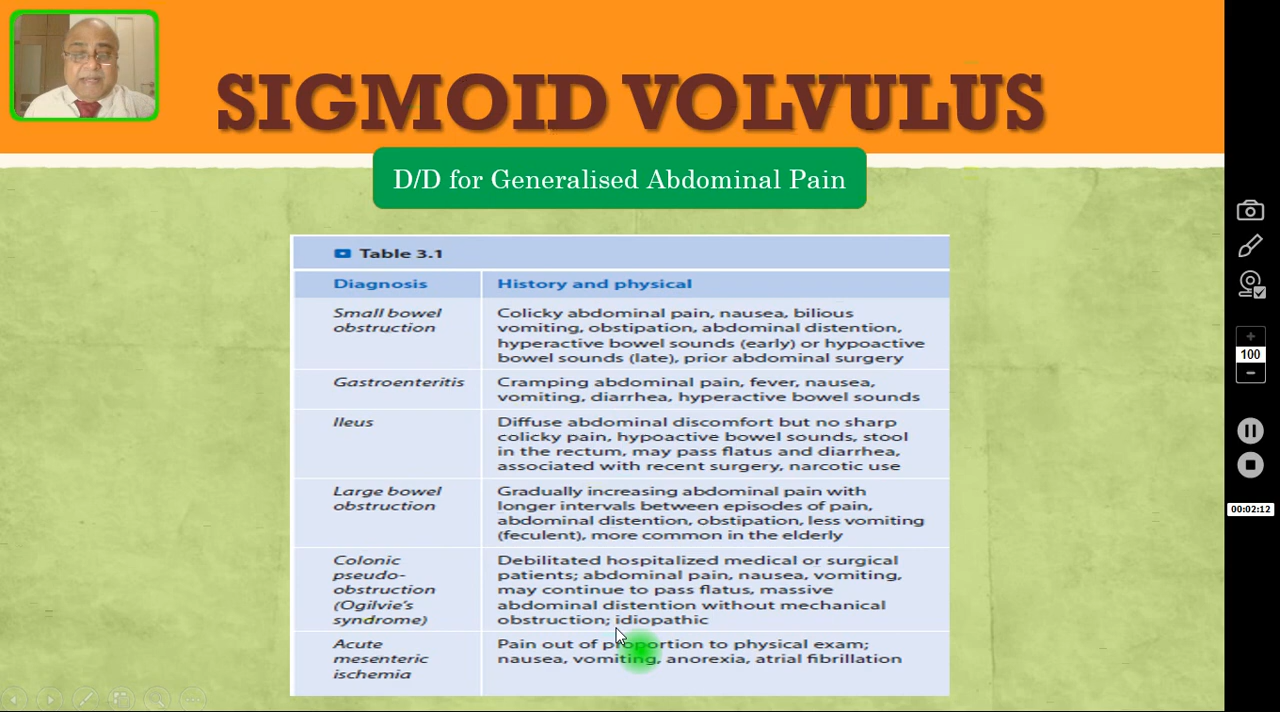 SIGMOID VOLVULUS
D/D for Generalised Abdominal Pain
Table 3.1
Diagnosis
History and physical
Small bowel
obstruction
Colicky abdominal pain, nausea, bilious
vomiting, obstipation, abdominal distention,
hyperactive bowel sounds (early) or hypoactive
bowel sounds (late), prior abdominal surgery
Gastroenteritis
Cramping abdominal pain, fever, nausea,
vomiting, diarrhea, hyperactive bowel sounds
Ileus
Diffuse abdominal discomfort but no sharp
colicky pain, hypoactive bowel sounds, stool
in the rectum, may pass flatus and diarrhea,
associated with recent surgery, narcotic use
Large bowel
obstruction
Gradually increasing abdominal pain with
longer intervals between episodes of pain,
abdominal distention, obstipation, less vomiting
(feculent), more common in the elderly
Colonic
pseudo-
obstruction
(Ogilvie's
syndrome)
Debilitated hospitalized medical or surgical
patients; abdominal pain, nausea, vomiting,
may continue to pass flatus, massive
abdominal distention without mechanical
obstruction; idiopathic
Acute
mesenteric
ischemia
Pain out of proportion to physical exam;
nausea, vomiting, anorexia, atrial fibrillation
100
00:02:12